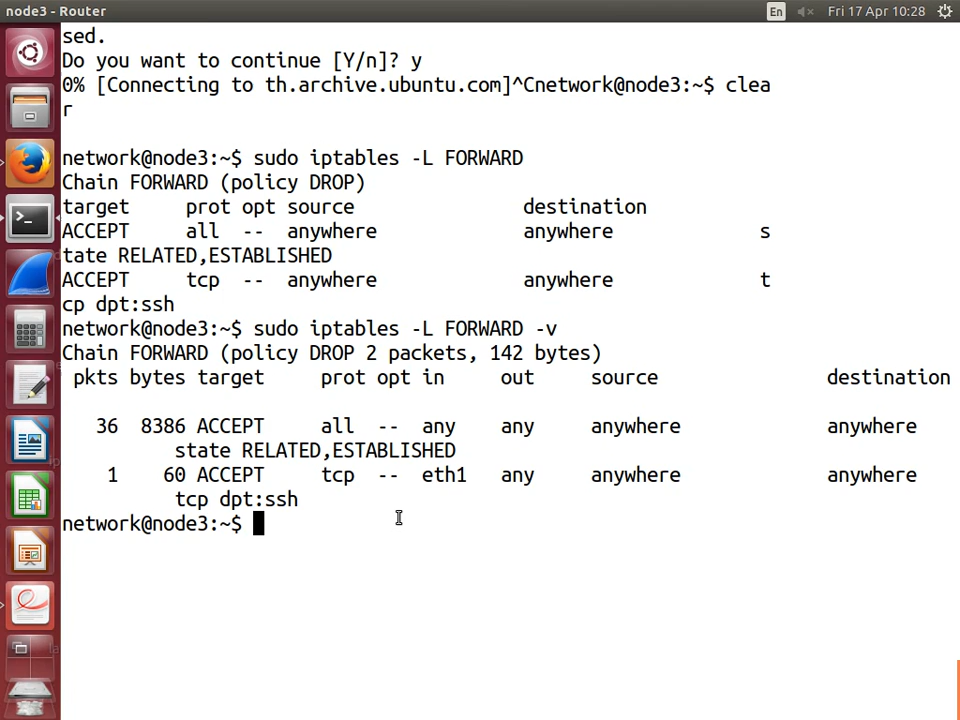 node3 - Router En Fri 17 Apr 10:28
sed.
Do you want to continue [Y/n]? y
0% [Connecting to th.archive.ubuntu.com]^Cnetwork@node3:~$ clea
r
network@node3:~$ sudo iptables -L FORWARD
Chain FORWARD (policy DROP)
target     prot opt source               destination
ACCEPT     all  --  anywhere             anywhere             s
tate RELATED,ESTABLISHED
ACCEPT     tcp  --  anywhere             anywhere             t
cp dpt:ssh
network@node3:~$ sudo iptables -L FORWARD -v
Chain FORWARD (policy DROP 2 packets, 142 bytes)
 pkts bytes target     prot opt in     out     source               destination
   36  8386 ACCEPT     all  --  any    any     anywhere             anywhere
          state RELATED,ESTABLISHED
    1    60 ACCEPT     tcp  --  eth1   any     anywhere             anywhere
          tcp dpt:ssh
network@node3:~$